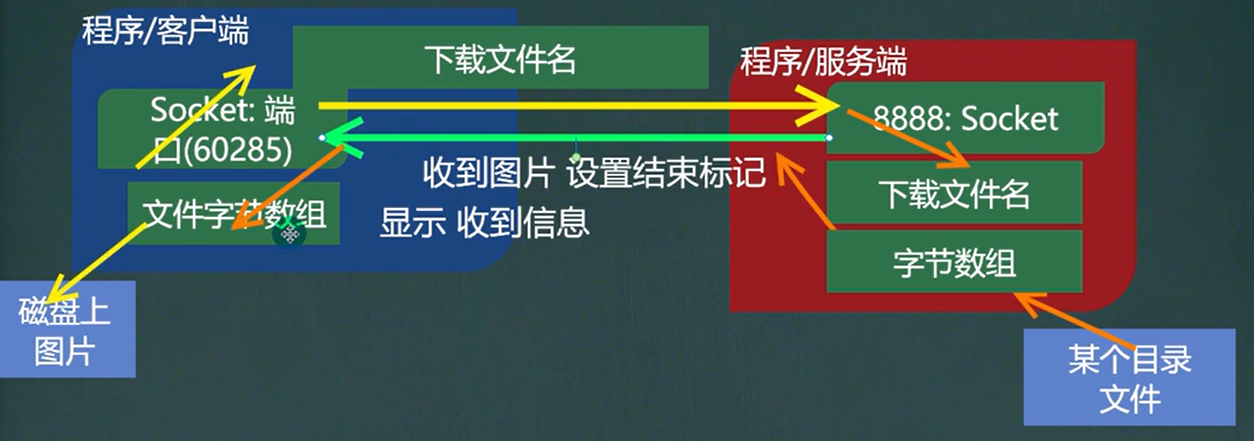 程序/客户端
下载文件名
Socket: 端
口(60285)
文件字节数组
磁盘上
图片
收到图片 设置结束标记
显示 收到信息
程序/服务端
8888: Socket
下载文件名
字节数组
某个目录
文件